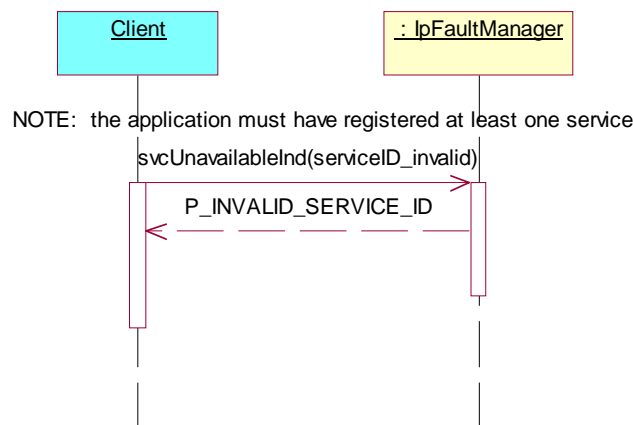 Client
: IpFaultManager
NOTE: the application must have registered at least one service
svcUnavailableInd(serviceID_invalid)
P_INVALID_SERVICE_ID